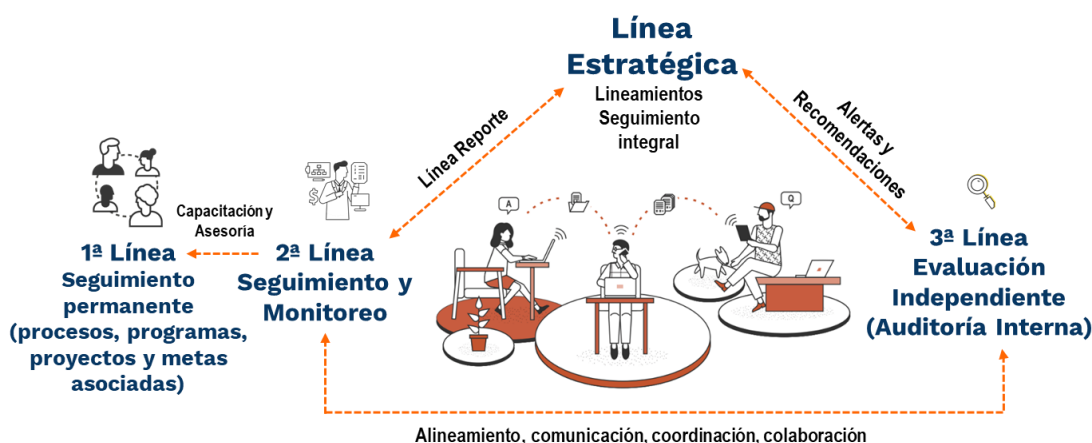 Línea
Estratégica
Lineamientos
Seguimiento
integral
Línea Reporte
Alertas y
Recomendaciones
Capacitación y
Asesoría
1ª Línea
Seguimiento
permanente
(procesos, programas,
proyectos y metas
asociadas)
2ª Línea
Seguimiento y
Monitoreo
A
Q
3ª Línea
Evaluación
Independiente
(Auditoría Interna)
Alineamiento, comunicación, coordinación, colaboración